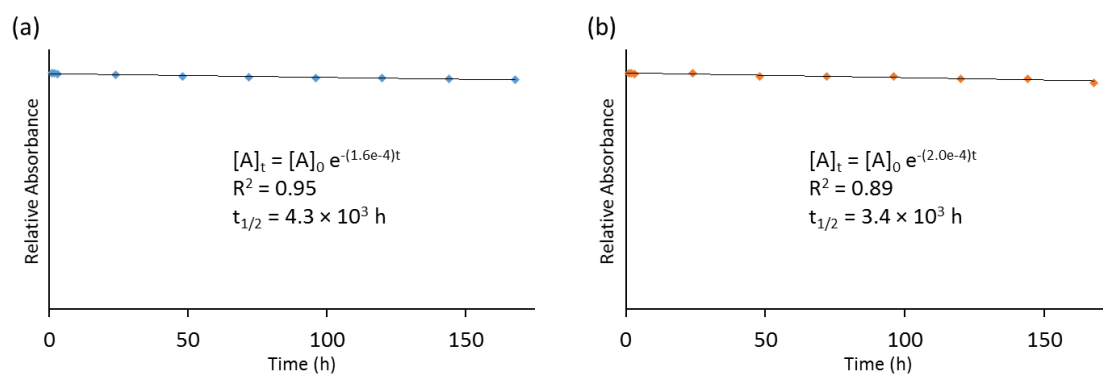 (a)
Relative Absorbance
[A]ₜ = [A]₀ e⁻⁽¹·⁶ᵉ⁻⁴⁾ᵗ
R² = 0.95
t₁/₂ = 4.3 × 10³ h
0 50 100 150
Time (h)
(b)
Relative Absorbance
[A]ₜ = [A]₀ e⁻⁽²·⁰ᵉ⁻⁴⁾ᵗ
R² = 0.89
t₁/₂ = 3.4 × 10³ h
0 50 100 150
Time (h)